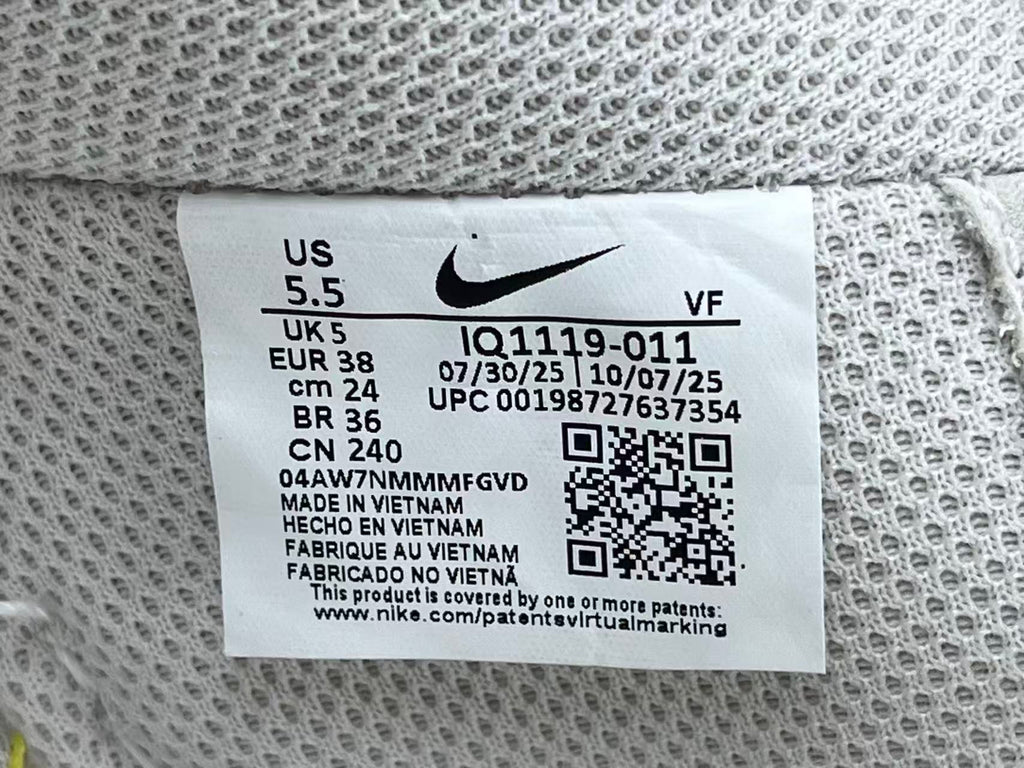 US
5.5
VF
UK 5
EUR 38
cm 24
BR 36
CN 240
IQ1119-011
07/30/25 | 10/07/25
UPC 00198727637354
04AW7NMMMFGVD
MADE IN VIETNAM
HECHO EN VIETNAM
FABRIQUE AU VIETNAM
FABRICADO NO VIETNÃ
This product is covered by one or more patents:
www.nike.com/patentsvirtualmarking